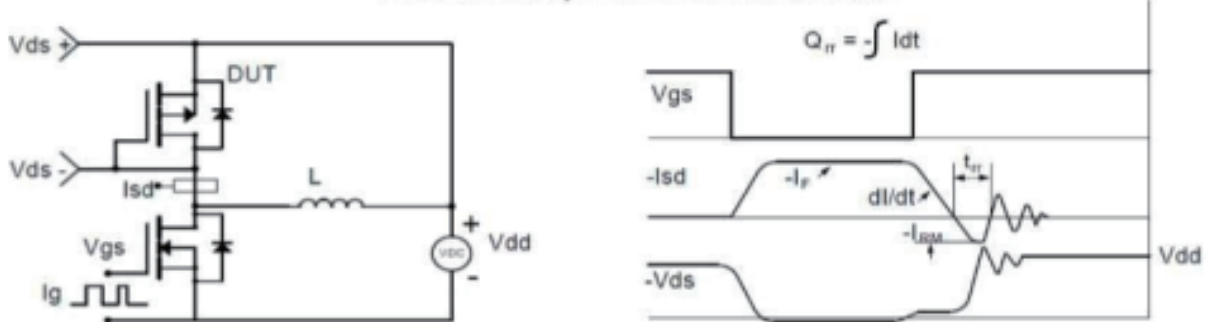 Vds +
DUT
Vds -
Isd
L
Vgs
+
VDC
Vdd
-
Ig
Qrr = -∫ Idt
Vgs
-Isd
-IF
dI/dt
trr
-IRM
Vdd
-Vds